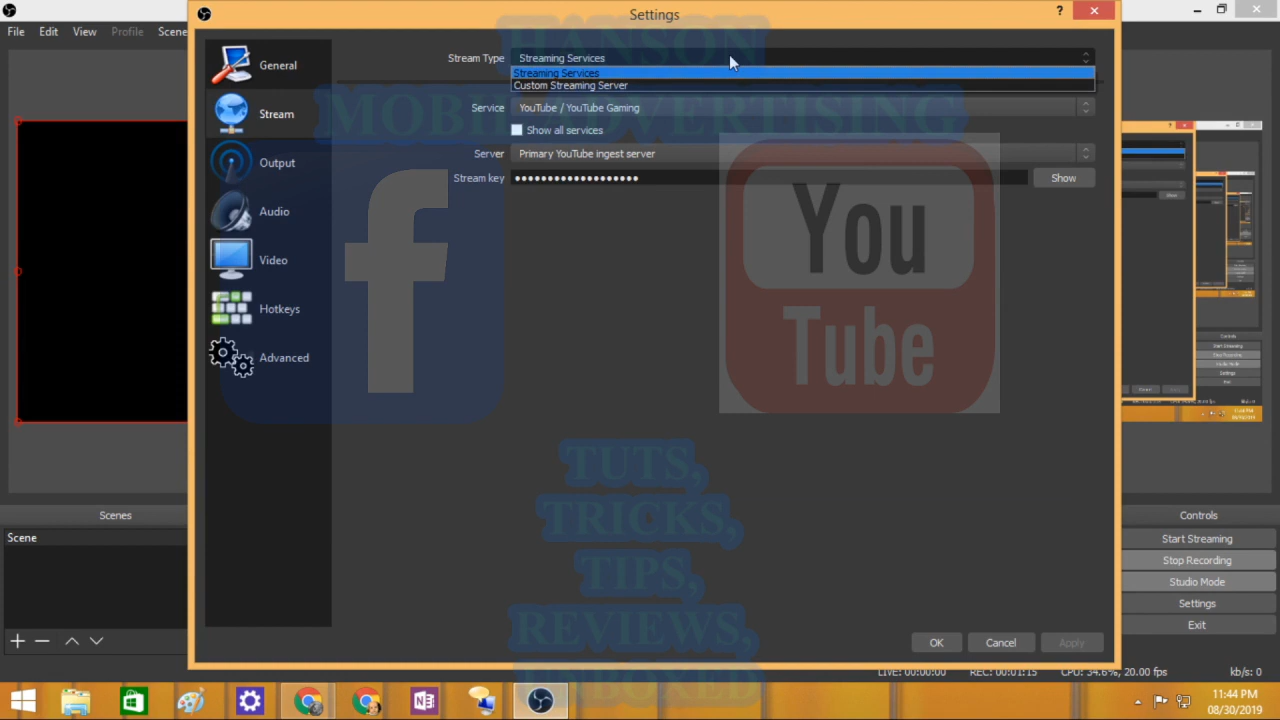 Settings
?
File Edit View Profile Scene
HANSON
MOBIL ADVERTISING
General
Stream
Output
Audio
Video
Hotkeys
Advanced
Stream Type Streaming Services
Streaming Services
Custom Streaming Server
Service YouTube / YouTube Gaming
Show all services
Server Primary YouTube ingest server
Stream key ●●●●●●●●●●●●●●●●●●● Show
f
You
Tube
TUTS,
TRICKS,
TIPS,
REVIEWS,
UNBOXED
Scenes
Scene
Controls
Start Streaming
Stop Recording
Studio Mode
Settings
Exit
OK Cancel Apply
LIVE: 00:00:00 REC: 00:01:15 CPU: 34.6%, 20.00 fps kb/s: 0
11:44 PM
08/30/2019